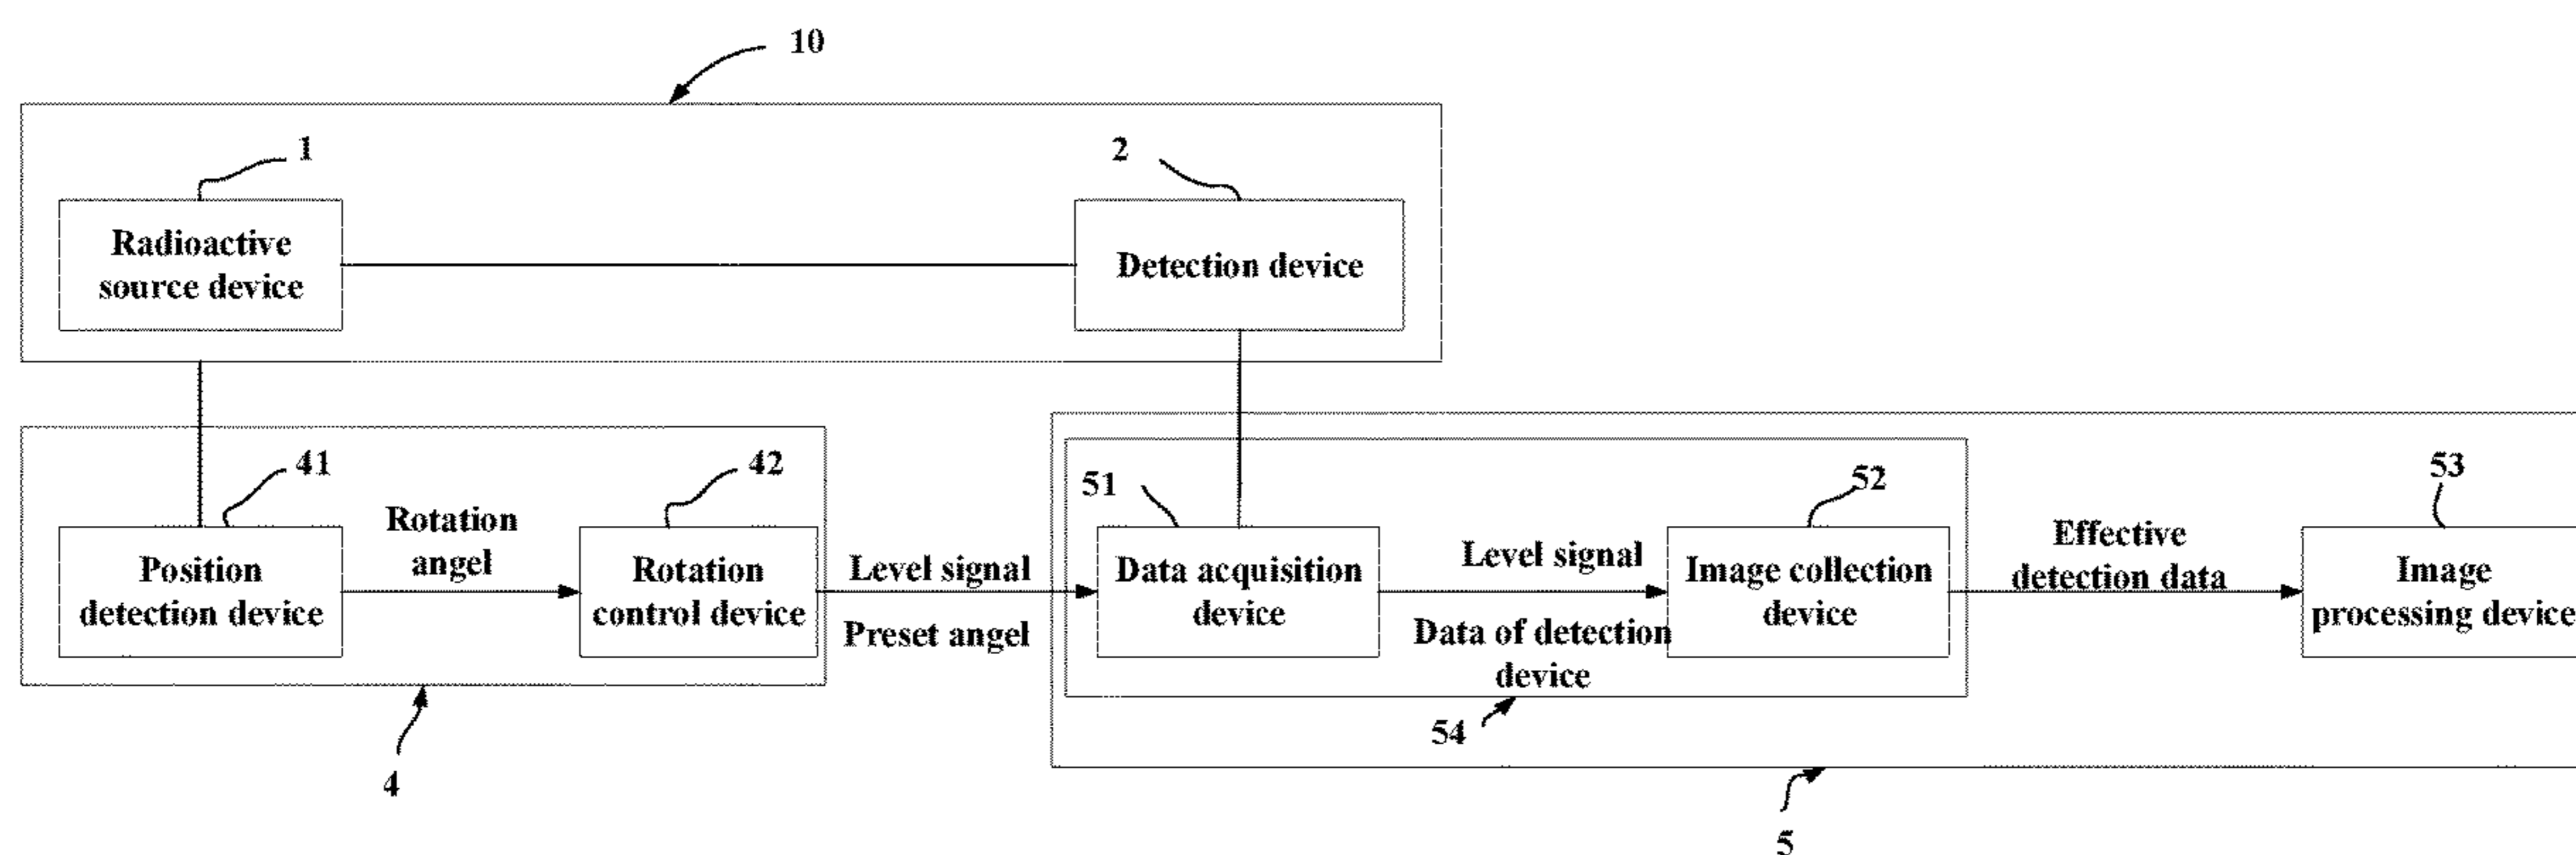 10
1
2
Radioactive
source device
Detection device
41
42
51
52
53
Rotation
angel
Position
detection device
Rotation
control device
Level signal
Preset angel
Data acquisition
device
Level signal
Data of detection
device
Image collection
device
Effective
detection data
Image
processing device
54
4
5